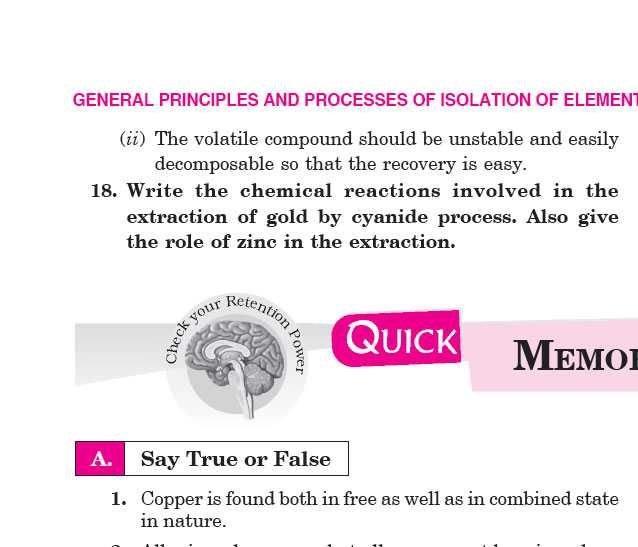 GENERAL PRINCIPLES AND PROCESSES OF ISOLATION OF ELEMENT
(ii) The volatile compound should be unstable and easily
decomposable so that the recovery is easy.
18. Write the chemical reactions involved in the
extraction of gold by cyanide process. Also give
the role of zinc in the extraction.
Check your Retention Power
QUICK
MEMOR
A. Say True or False
1. Copper is found both in free as well as in combined state
in nature.